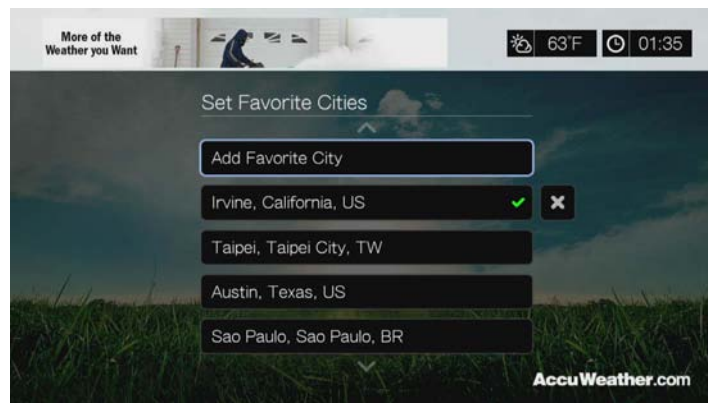 More of the
Weather you Want
63°F
01:35
Set Favorite Cities
Add Favorite City
Irvine, California, US
Taipei, Taipei City, TW
Austin, Texas, US
Sao Paulo, Sao Paulo, BR
AccuWeather.com